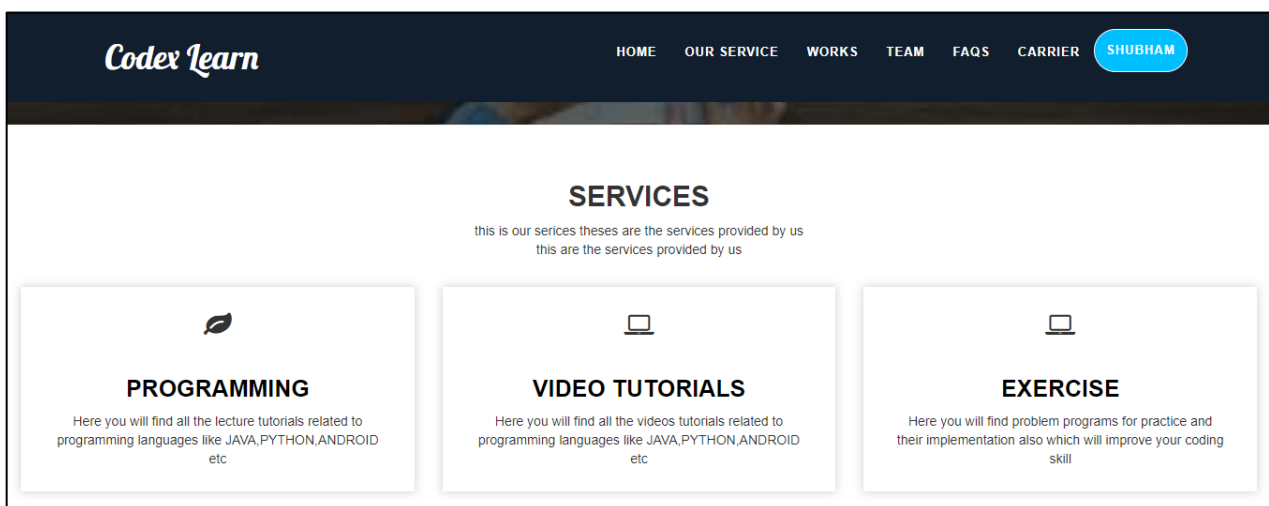 Codex Learn
HOME OUR SERVICE WORKS TEAM FAQS CARRIER SHUBHAM
SERVICES
this is our serices theses are the services provided by us
this are the services provided by us
PROGRAMMING
Here you will find all the lecture tutorials related to
programming languages like JAVA,PYTHON,ANDROID
etc
VIDEO TUTORIALS
Here you will find all the videos tutorials related to
programming languages like JAVA,PYTHON,ANDROID
etc
EXERCISE
Here you will find problem programs for practice and
their implementation also which will improve your coding
skill